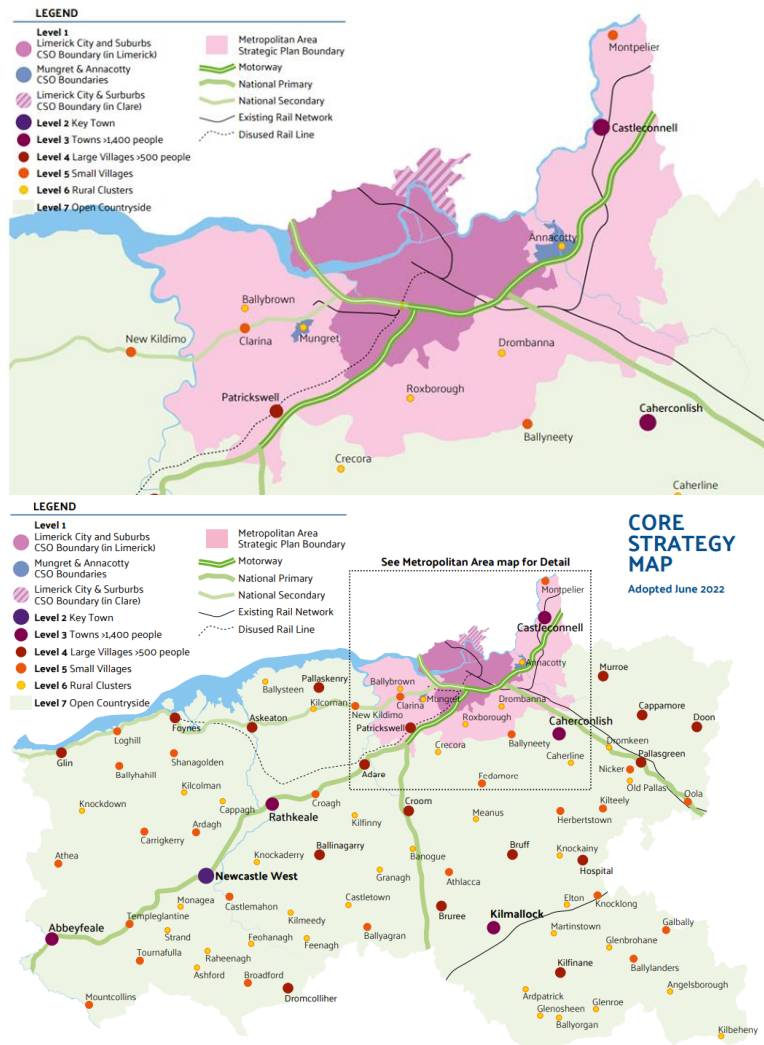 LEGEND
Level 1
Limerick City and Suburbs
CSO Boundary (in Limerick)
Mungret & Annacotty
CSO Boundaries
Limerick City & Surburbs
CSO Boundary (in Clare)
Level 2 Key Town
Level 3 Towns >1,400 people
Level 4 Large Villages >500 people
Level 5 Small Villages
Level 6 Rural Clusters
Level 7 Open Countryside
Metropolitan Area
Strategic Plan Boundary
Motorway
National Primary
National Secondary
Existing Rail Network
Disused Rail Line
Montpelier
Castleconnell
Annacotty
Ballybrown
New Kildimo
Clarina
Mungret
Drombanna
Patrickswell
Roxborough
Caherconlish
Ballyneety
Crecora
Caherline
LEGEND
Level 1
Limerick City and Suburbs
CSO Boundary (in Limerick)
Mungret & Annacotty
CSO Boundaries
Limerick City & Surburbs
CSO Boundary (in Clare)
Level 2 Key Town
Level 3 Towns >1,400 people
Level 4 Large Villages >500 people
Level 5 Small Villages
Level 6 Rural Clusters
Level 7 Open Countryside
Metropolitan Area
Strategic Plan Boundary
Motorway
National Primary
National Secondary
Existing Rail Network
Disused Rail Line
CORE
STRATEGY
MAP
Adopted June 2022
See Metropolitan Area map for Detail
Montpelier
Castleconnell
Annacotty
Murroe
Pallaskenry
Ballysteen
Ballybrown
Kilcornan
Clarina
Mungret
Drombanna
New Kildimo
Cappamore
Doon
Foynes
Askeaton
Patrickswell
Roxborough
Caherconlish
Loghill
Crecora
Ballyneety
Dromkeen
Glin
Shanagolden
Caherline
Pallasgreen
Ballyhahill
Adare
Nicker
Fedamore
Old Pallas
Kilcolman
Oola
Knockdown
Cappagh
Croagh
Croom
Kilteely
Rathkeale
Kilfinny
Meanus
Herbertstown
Ardagh
Carrigkerry
Ballinagarry
Bruff
Knockainy
Athea
Knockaderry
Banogue
Hospital
Newcastle West
Granagh
Athlacca
Monagea
Castlemahon
Castletown
Elton
Knocklong
Templeglantine
Kilmeedy
Bruree
Kilmallock
Galbally
Abbeyfeale
Strand
Feohanagh
Feenagh
Ballyagran
Martinstown
Glenbrohane
Tournafulla
Raheenagh
Ballylanders
Ashford
Broadford
Kilfinane
Dromcolliher
Angelsborough
Mountcollins
Ardpatrick
Glenroe
Glenosheen
Ballyorgan
Kilbeheny